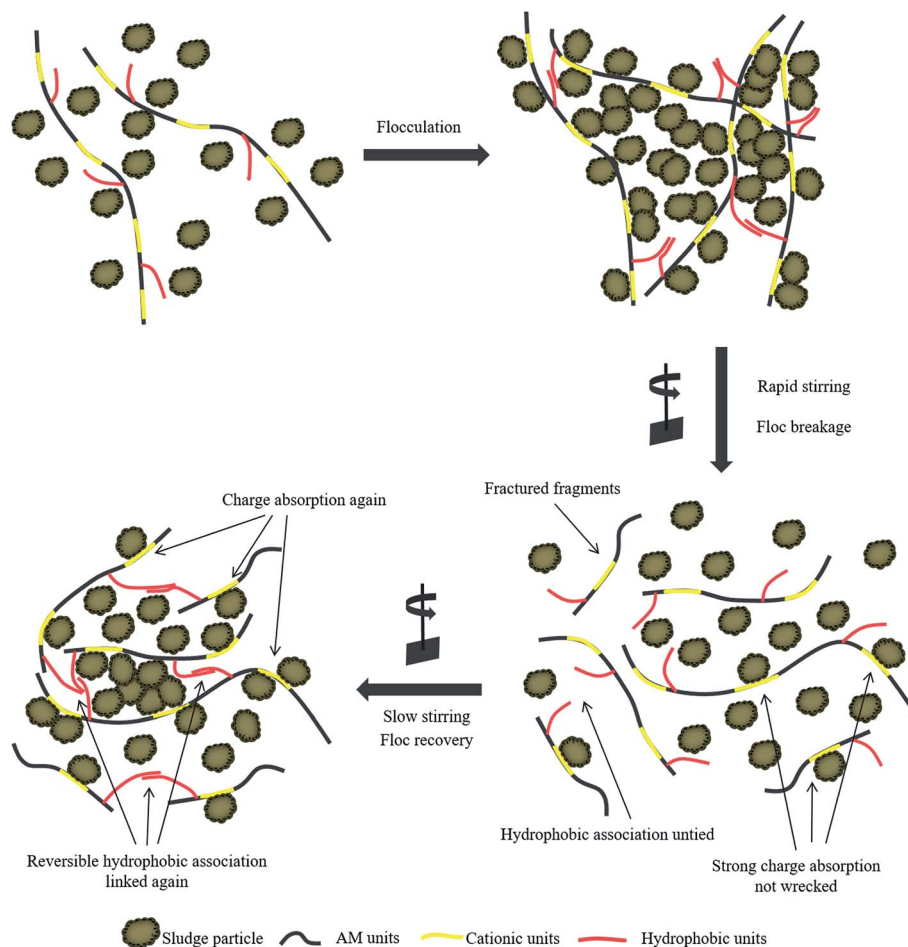 Flocculation
Rapid stirring
Floc breakage
Fractured fragments
Charge absorption again
Slow stirring
Floc recovery
Hydrophobic association untied
Reversible hydrophobic association
linked again
Strong charge absorption
not wrecked
Sludge particle
AM units
Cationic units
Hydrophobic units